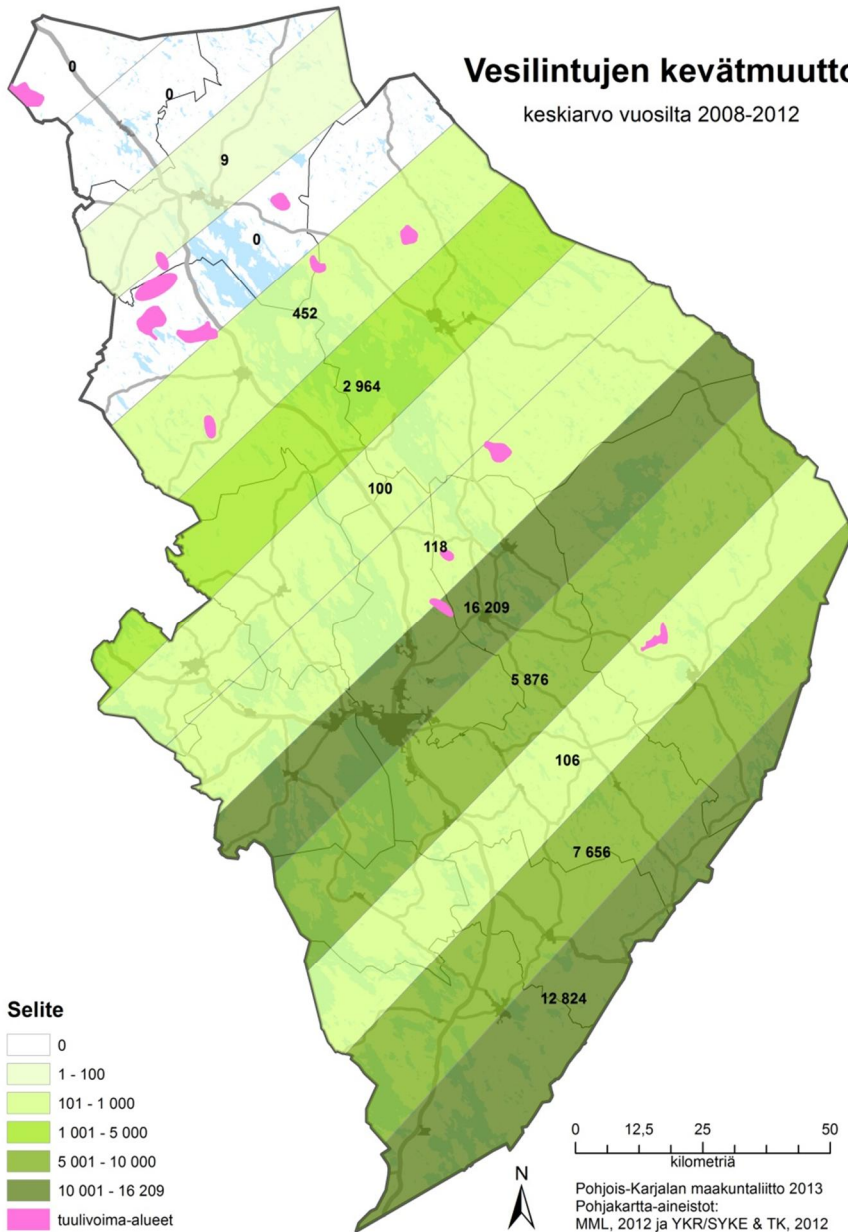 Vesilintujen kevätmuutto
keskiarvo vuosilta 2008-2012
0
0
9
0
452
2 964
100
118
16 209
5 876
106
7 656
12 824
Selite
0
1 - 100
101 - 1 000
1 001 - 5 000
5 001 - 10 000
10 001 - 16 209
tuulivoima-alueet
0 12,5 25 50
kilometriä
N
Pohjois-Karjalan maakuntaliitto 2013
Pohjakartta-aineistot:
MML, 2012 ja YKR/SYKE & TK, 2012